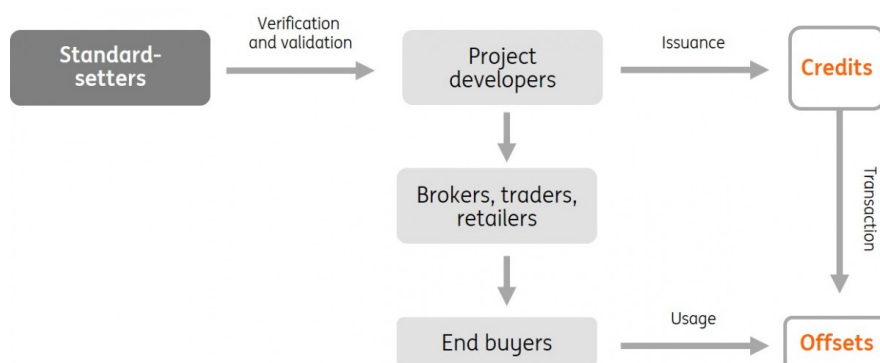 Verification
and validation
Standard-
setters
Project
developers
Issuance
Credits
Brokers, traders,
retailers
Transaction
End buyers
Usage
Offsets